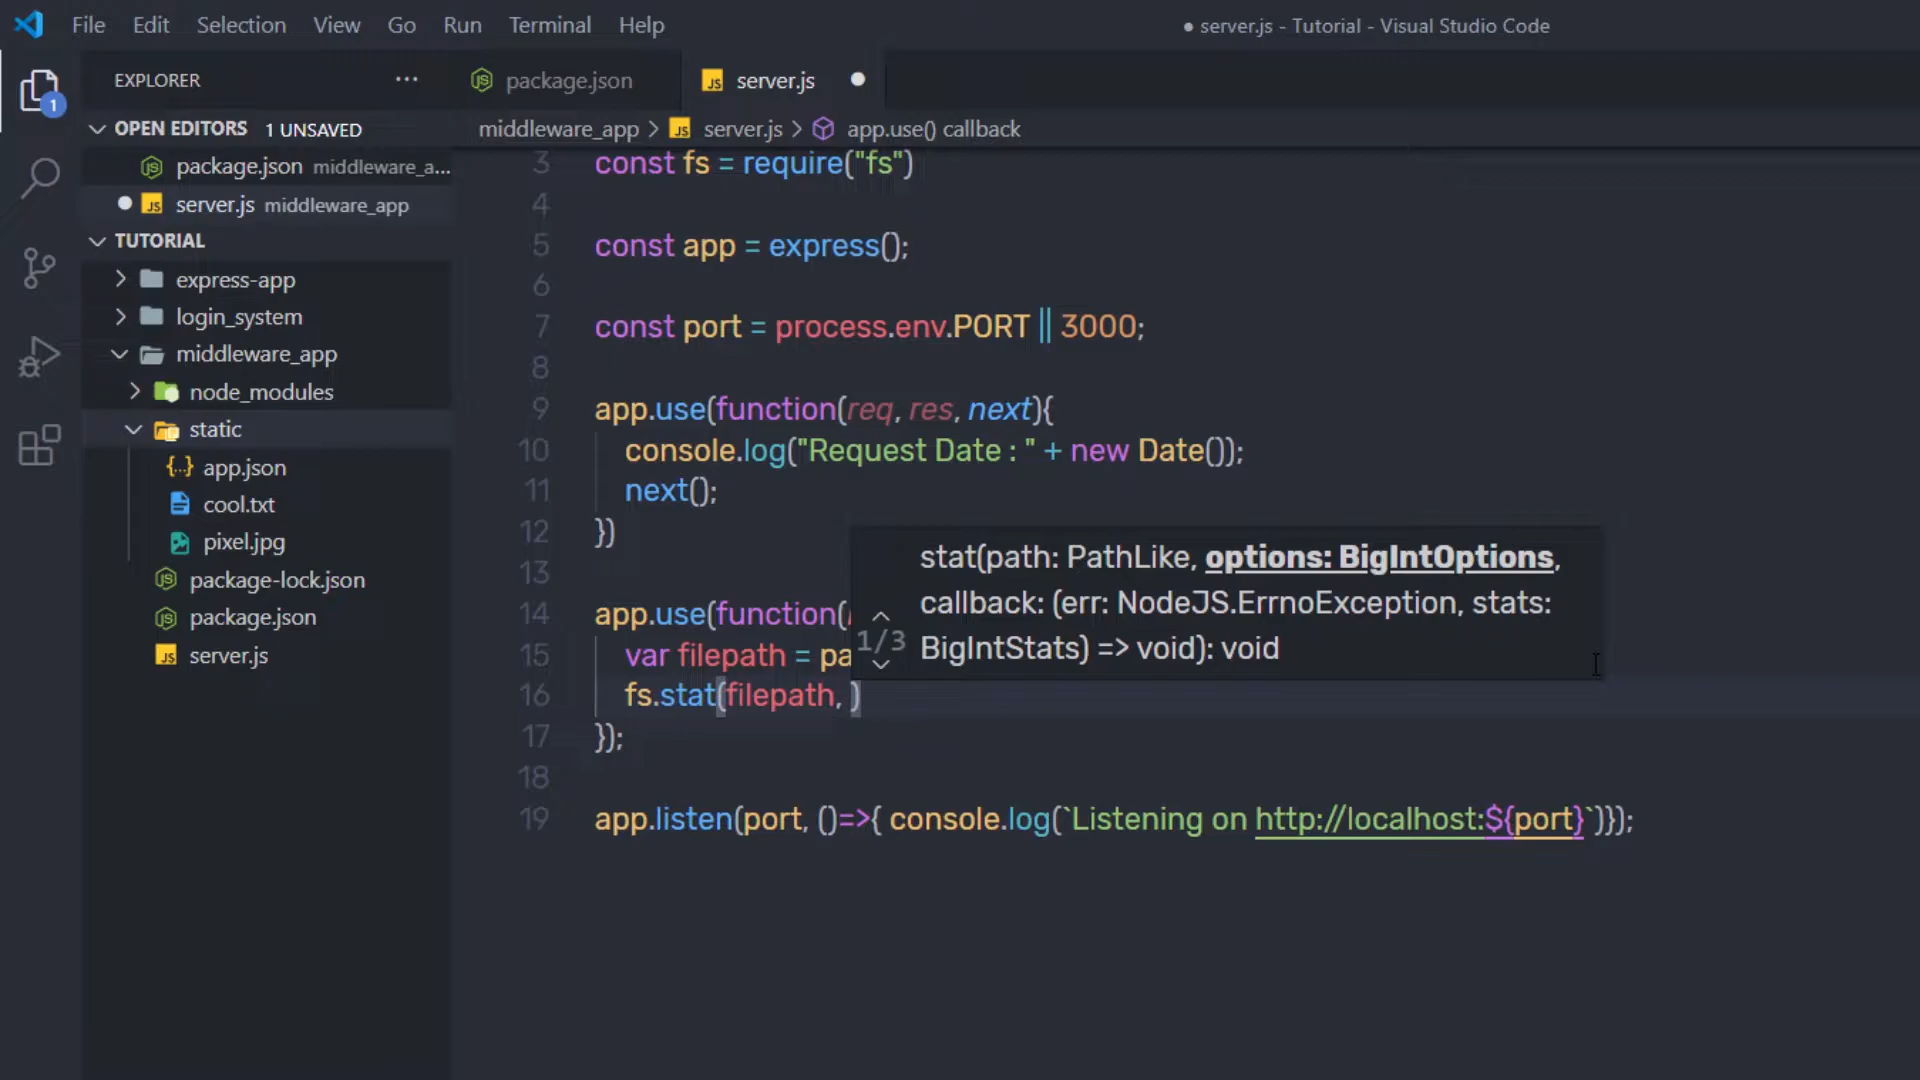 File Edit Selection View Go Run Terminal Help
● server.js - Tutorial - Visual Studio Code
EXPLORER ...
1
OPEN EDITORS 1 UNSAVED
package.json middleware_a...
server.js middleware_app
TUTORIAL
express-app
login_system
middleware_app
node_modules
static
app.json
cool.txt
pixel.jpg
package-lock.json
package.json
server.js
package.json
server.js
middleware_app > server.js > app.use() callback
3 const fs = require("fs")
4
5 const app = express();
6
7 const port = process.env.PORT || 3000;
8
9 app.use(function(req, res, next){
10 console.log("Request Date : " + new Date());
11 next();
12 })
13
14 app.use(function(
15 var filepath = pa
16 fs.stat(filepath, )
17 });
18
19 app.listen(port, ()=>{ console.log(`Listening on http://localhost:${port}`)});
1/3
stat(path: PathLike, options: BigIntOptions,
callback: (err: NodeJS.ErrnoException, stats:
BigIntStats) => void): void